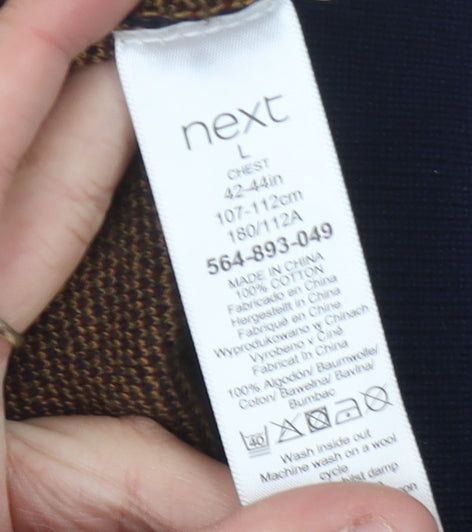 next
L
CHEST
42-44in
107-112cm
180/112A
564-893-049
MADE IN CHINA
100% COTTON
Fabricado en China
Hergestellt in China
Fabriqué en Chine
Wyprodukowano w Chinach
Vyrobeno v Číně
Fabricat în China
100% Algodón/ Baumwolle/
Coton/ Bawełna/ Bavlna/
Bumbac
40
Wash inside out
Machine wash on a wool
cycle
whilst damp